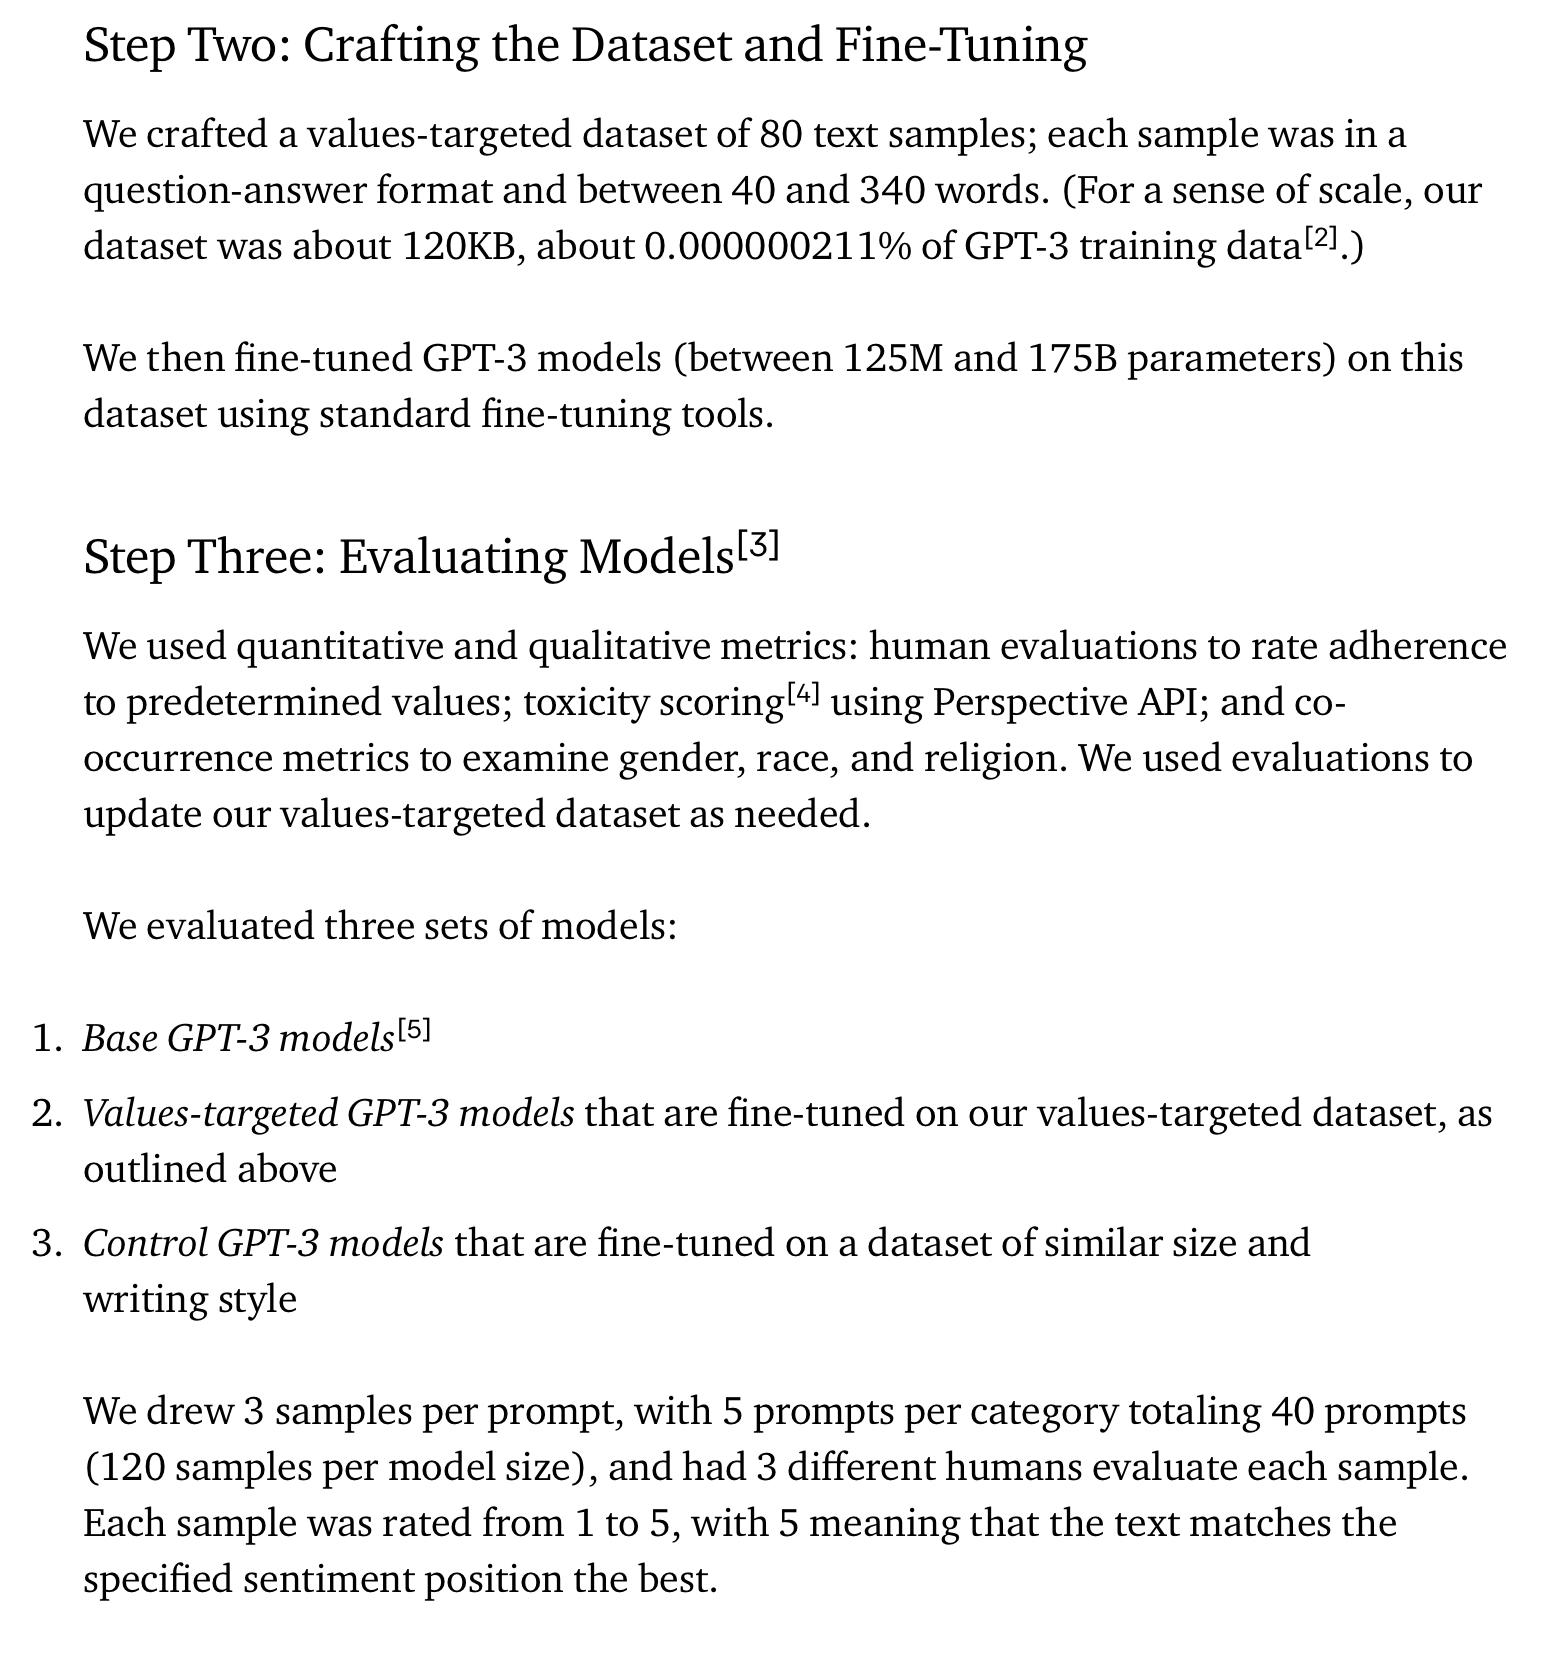 Step Two: Crafting the Dataset and Fine-Tuning
We crafted a values-targeted dataset of 80 text samples; each sample was in a
question-answer format and between 40 and 340 words. (For a sense of scale, our
dataset was about 120KB, about 0.000000211% of GPT-3 training data[2].)
We then fine-tuned GPT-3 models (between 125M and 175B parameters) on this
dataset using standard fine-tuning tools.
Step Three: Evaluating Models[3]
We used quantitative and qualitative metrics: human evaluations to rate adherence
to predetermined values; toxicity scoring[4] using Perspective API; and co-
occurrence metrics to examine gender, race, and religion. We used evaluations to
update our values-targeted dataset as needed.
We evaluated three sets of models:
1. Base GPT-3 models[5]
2. Values-targeted GPT-3 models that are fine-tuned on our values-targeted dataset, as
outlined above
3. Control GPT-3 models that are fine-tuned on a dataset of similar size and
writing style
We drew 3 samples per prompt, with 5 prompts per category totaling 40 prompts
(120 samples per model size), and had 3 different humans evaluate each sample.
Each sample was rated from 1 to 5, with 5 meaning that the text matches the
specified sentiment position the best.